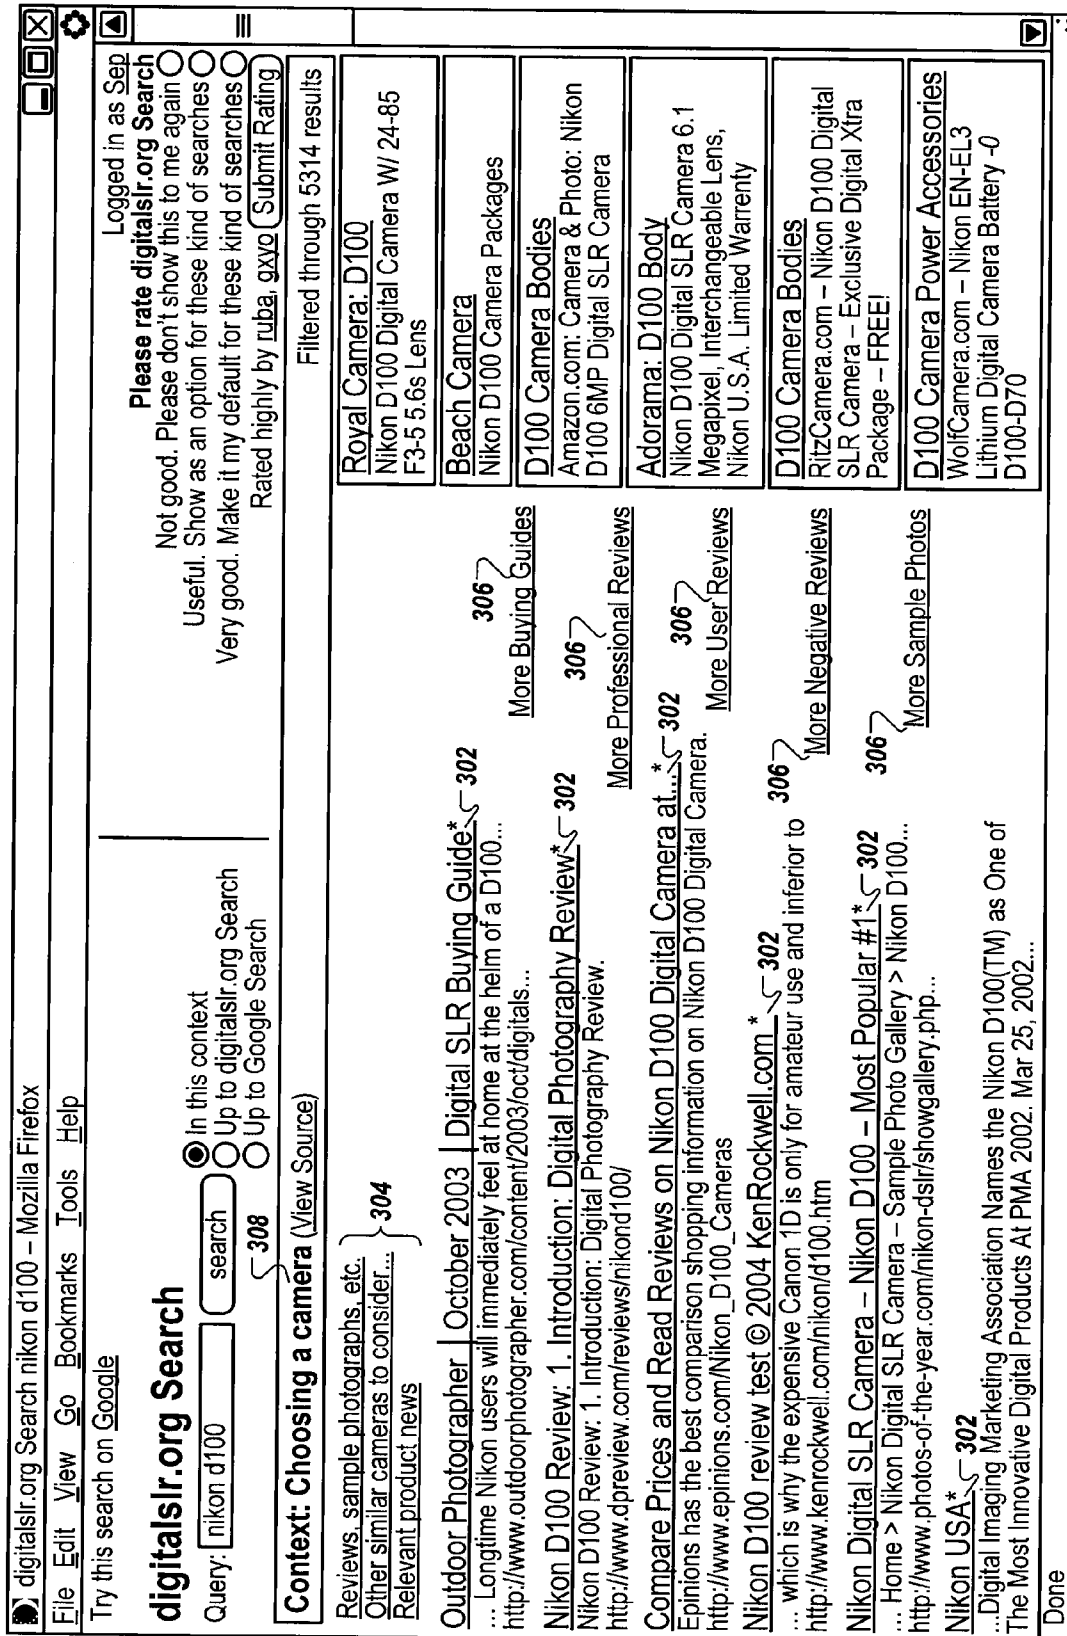 digitalslr.org Search nikon d100 – Mozilla Firefox
File Edit View Go Bookmarks Tools Help
Try this search on Google
Logged in as Sep
digitalslr.org Search
Query: nikon d100 search
In this context
Up to digitalslr.org Search
Up to Google Search
Please rate digitalslr.org Search
Not good. Please don't show this to me again
Useful. Show as an option for these kind of searches
Very good. Make it my default for these kind of searches
Rated highly by ruba, gxyo Submit Rating
308
Context: Choosing a camera (View Source)
Filtered through 5314 results
Reviews, sample photographs, etc.
Other similar cameras to consider...
Relevant product news
304
Outdoor Photographer | October 2003 | Digital SLR Buying Guide* 302
... Longtime Nikon users will immediately feel at home at the helm of a D100...
http://www.outdoorphotographer.com/content/2003/oct/digitals...
306
More Buying Guides
Nikon D100 Review: 1. Introduction: Digital Photography Review* 302
Nikon D100 Review: 1. Introduction: Digital Photography Review.
http://www.dpreview.com/reviews/nikond100/
306
More Professional Reviews
Compare Prices and Read Reviews on Nikon D100 Digital Camera at...* 302
Epinions has the best comparison shopping information on Nikon D100 Digital Camera.
http://www.epinions.com/Nikon_D100_Cameras
306
More User Reviews
Nikon D100 review test © 2004 KenRockwell.com * 302
... which is why the expensive Canon 1D is only for amateur use and inferior to
http://www.kenrockwell.com/nikon/d100.htm
306
More Negative Reviews
Nikon Digital SLR Camera – Nikon D100 – Most Popular #1* 302
... Home > Nikon Digital SLR Camera – Sample Photo Gallery > Nikon D100...
http://www.photos-of-the-year.com/nikon-dslr/showgallery.php...
306
More Sample Photos
Nikon USA* 302
...Digital Imaging Marketing Association Names the Nikon D100(TM) as One of
The Most Innovative Digital Products At PMA 2002. Mar 25, 2002...
Royal Camera: D100
Nikon D100 Digital Camera W/ 24-85
F3-5 5.6s Lens
Beach Camera
Nikon D100 Camera Packages
D100 Camera Bodies
Amazon.com: Camera & Photo: Nikon
D100 6MP Digital SLR Camera
Adorama: D100 Body
Nikon D100 Digital SLR Camera 6.1
Megapixel, Interchangeable Lens,
Nikon U.S.A. Limited Warrenty
D100 Camera Bodies
RitzCamera.com – Nikon D100 Digital
SLR Camera – Exclusive Digital Xtra
Package – FREE!
D100 Camera Power Accessories
WolfCamera.com – Nikon EN-EL3
Lithium Digital Camera Battery -0
D100-D70
Done